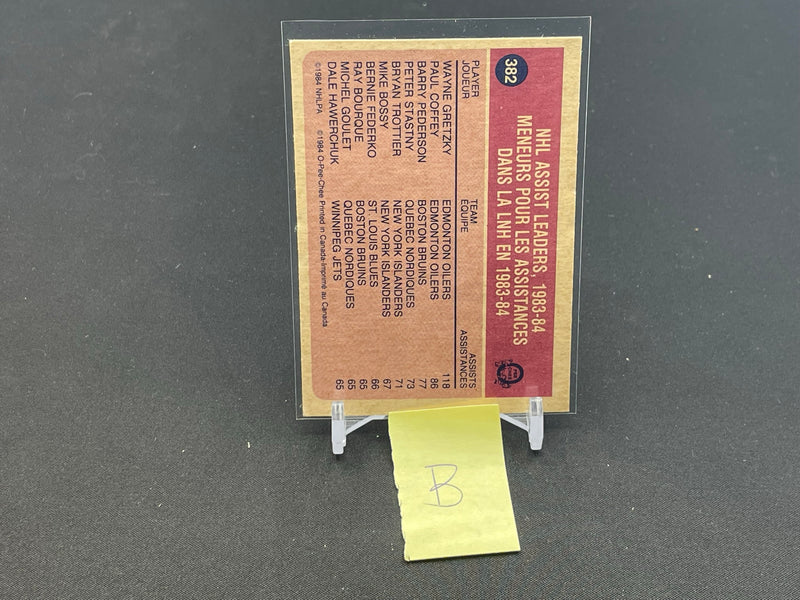 382
NHL ASSIST LEADERS, 1983-84
MENEURS POUR LES ASSISTANCES
DANS LA LNH EN 1983-84
O PEE CHEE
PLAYER TEAM ASSISTS
JOUEUR EQUIPE ASSISTANCES
WAYNE GRETZKY EDMONTON OILERS 118
PAUL COFFEY EDMONTON OILERS 86
BARRY PEDERSON BOSTON BRUINS 77
PETER STASTNY QUEBEC NORDIQUES 73
BRYAN TROTTIER NEW YORK ISLANDERS 71
MIKE BOSSY NEW YORK ISLANDERS 67
BERNIE FEDERKO ST. LOUIS BLUES 66
RAY BOURQUE BOSTON BRUINS 65
MICHEL GOULET QUEBEC NORDIQUES 65
DALE HAWERCHUK WINNIPEG JETS 65
©1984 NHLPA ©1984 O-Pee-Chee Printed in Canada-Imprimé au Canada
B